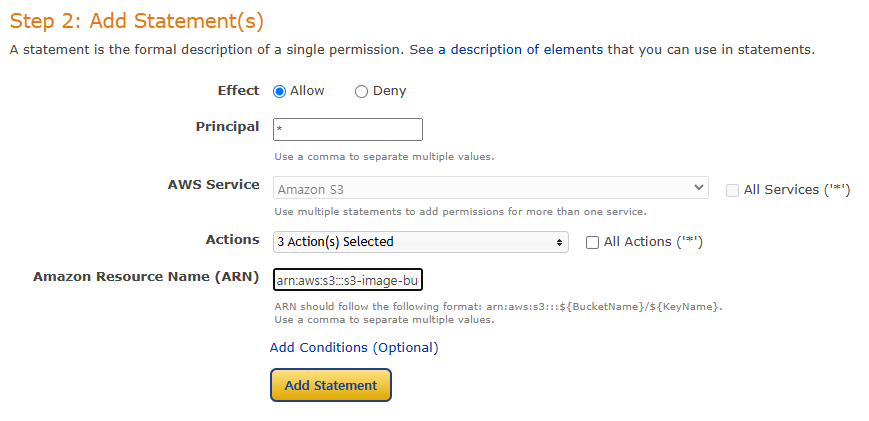 Step 2: Add Statement(s)
A statement is the formal description of a single permission. See a description of elements that you can use in statements.
Effect Allow Deny
Principal *
Use a comma to separate multiple values.
AWS Service Amazon S3 All Services ('*')
Use multiple statements to add permissions for more than one service.
Actions 3 Action(s) Selected All Actions ('*')
Amazon Resource Name (ARN) arn:aws:s3:::s3-image-bu
ARN should follow the following format: arn:aws:s3:::${BucketName}/${KeyName}.
Use a comma to separate multiple values.
Add Conditions (Optional)
Add Statement